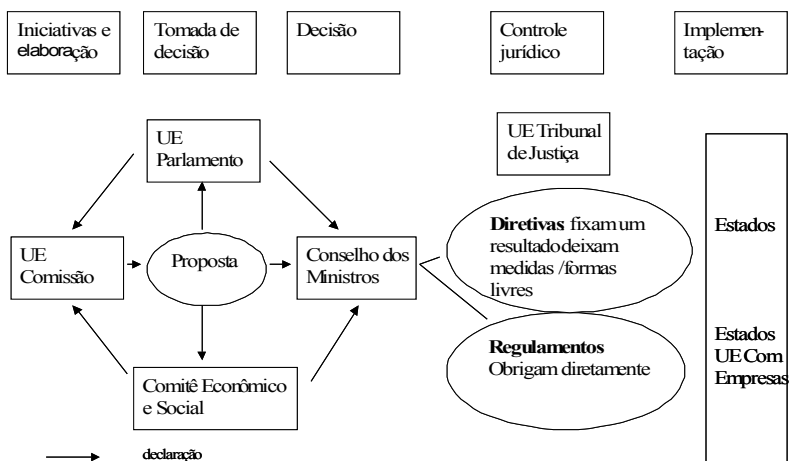 Iniciativas e
elaboração
Tomada de
decisão
Decisão
Controle
jurídico
Implemen-
tação
UE
Parlamento
UE Tribunal
de Justiça
UE
Comissão
Proposta
Conselho dos
Ministros
Diretivas fixam um
resultado deixam
medidas /formas
livres
Estados
Regulamentos
Obrigam diretamente
Estados
UE Com
Empresas
Comitê Econômico
e Social
declaração